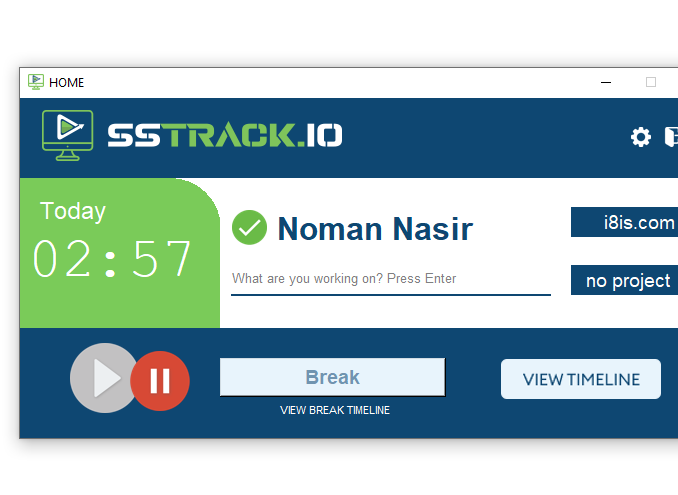 HOME
SSTRACK.IO
Today
02:57
Noman Nasir
i8is.com
What are you working on? Press Enter
no project
Break
VIEW TIMELINE
VIEW BREAK TIMELINE